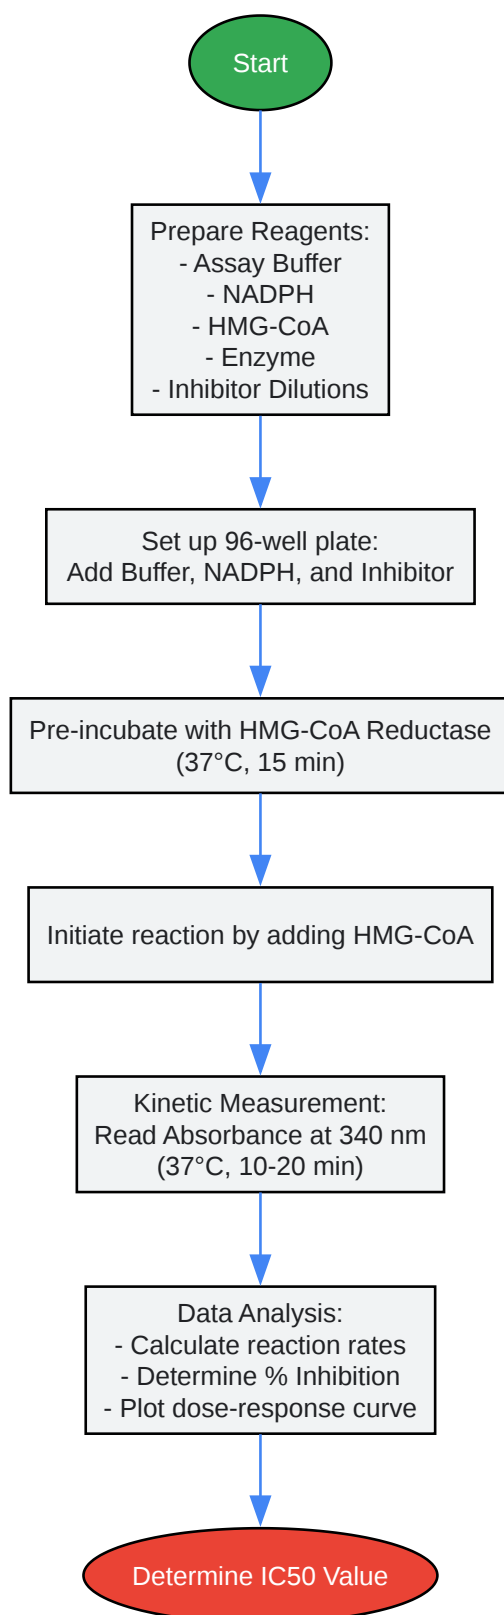 Start
Prepare Reagents:
- Assay Buffer
- NADPH
- HMG-CoA
- Enzyme
- Inhibitor Dilutions
Set up 96-well plate:
Add Buffer, NADPH, and Inhibitor
Pre-incubate with HMG-CoA Reductase
(37°C, 15 min)
Initiate reaction by adding HMG-CoA
Kinetic Measurement:
Read Absorbance at 340 nm
(37°C, 10-20 min)
Data Analysis:
- Calculate reaction rates
- Determine % Inhibition
- Plot dose-response curve
Determine IC50 Value